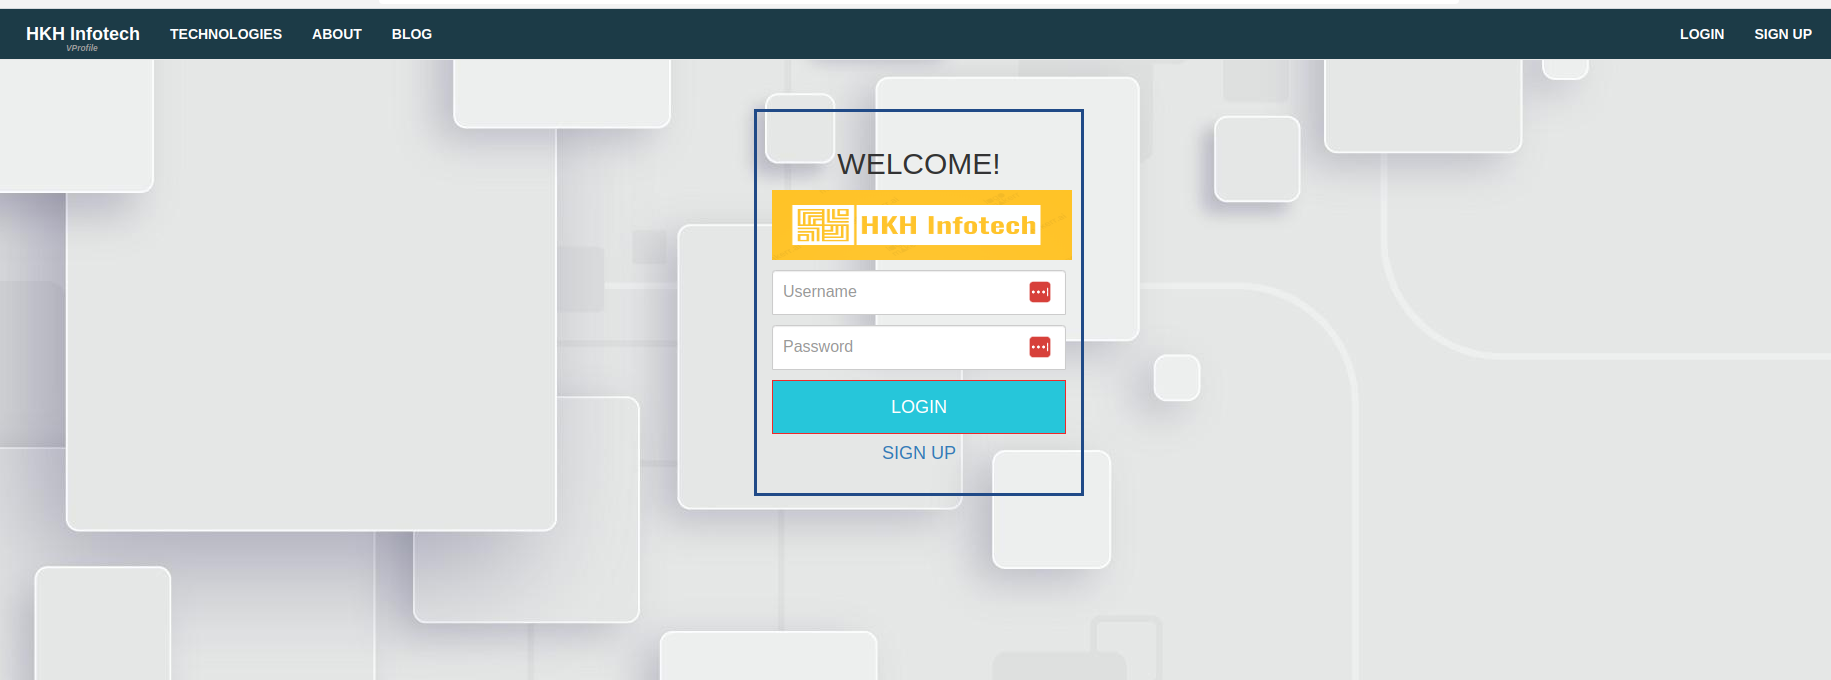 HKH Infotech
VProfile
TECHNOLOGIES
ABOUT
BLOG
LOGIN
SIGN UP
WELCOME!
HKH Infotech
Username
Password
LOGIN
SIGN UP